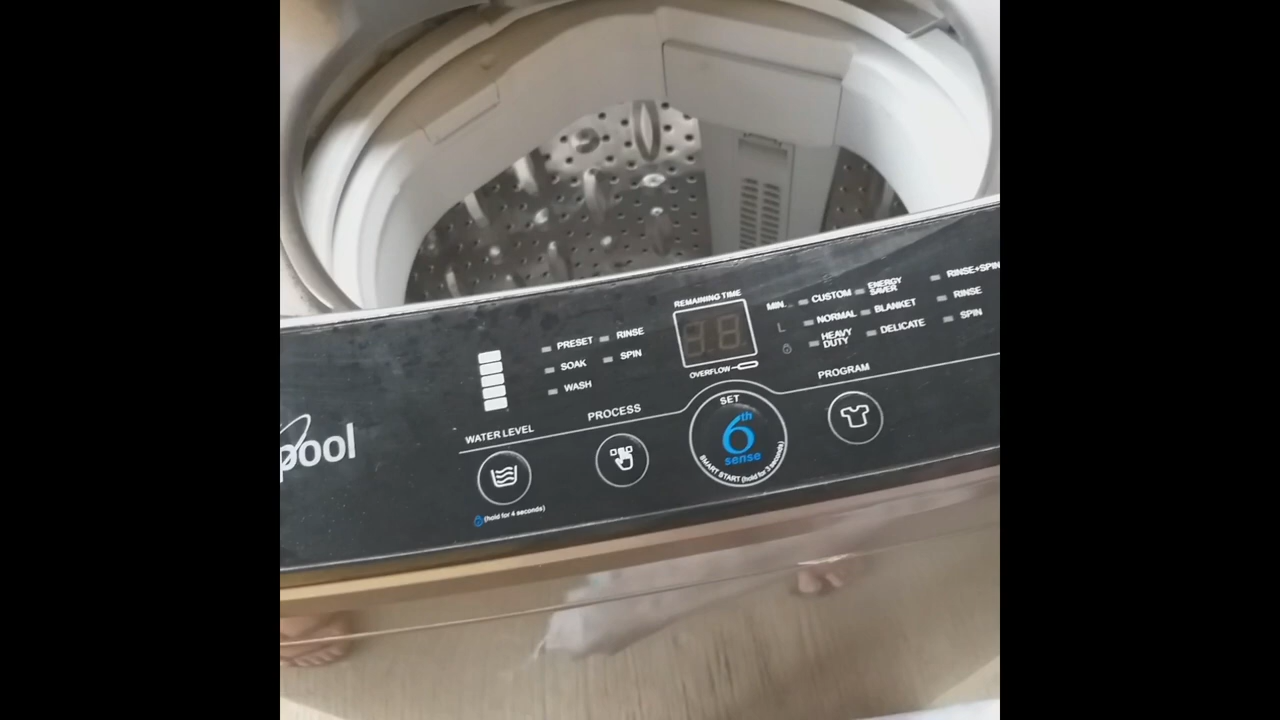 pool
WATER LEVEL
(hold for 4 seconds)
PRESET
SOAK
WASH
RINSE
SPIN
PROCESS
REMAINING TIME
OVERFLOW
SET
6th
sense
SMART START (hold for 3 seconds)
MIN.
L
CUSTOM
NORMAL
HEAVY
DUTY
ENERGY
SAVER
BLANKET
DELICATE
RINSE+SPIN
RINSE
SPIN
PROGRAM